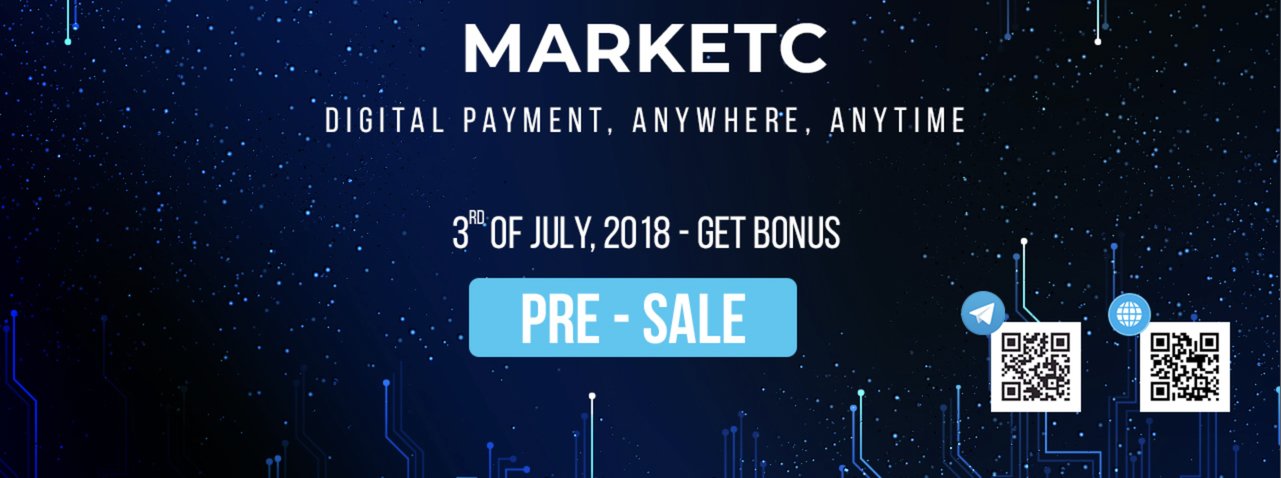 MARKETC
DIGITAL PAYMENT, ANYWHERE, ANYTIME
3RD OF JULY, 2018 - GET BONUS
PRE - SALE